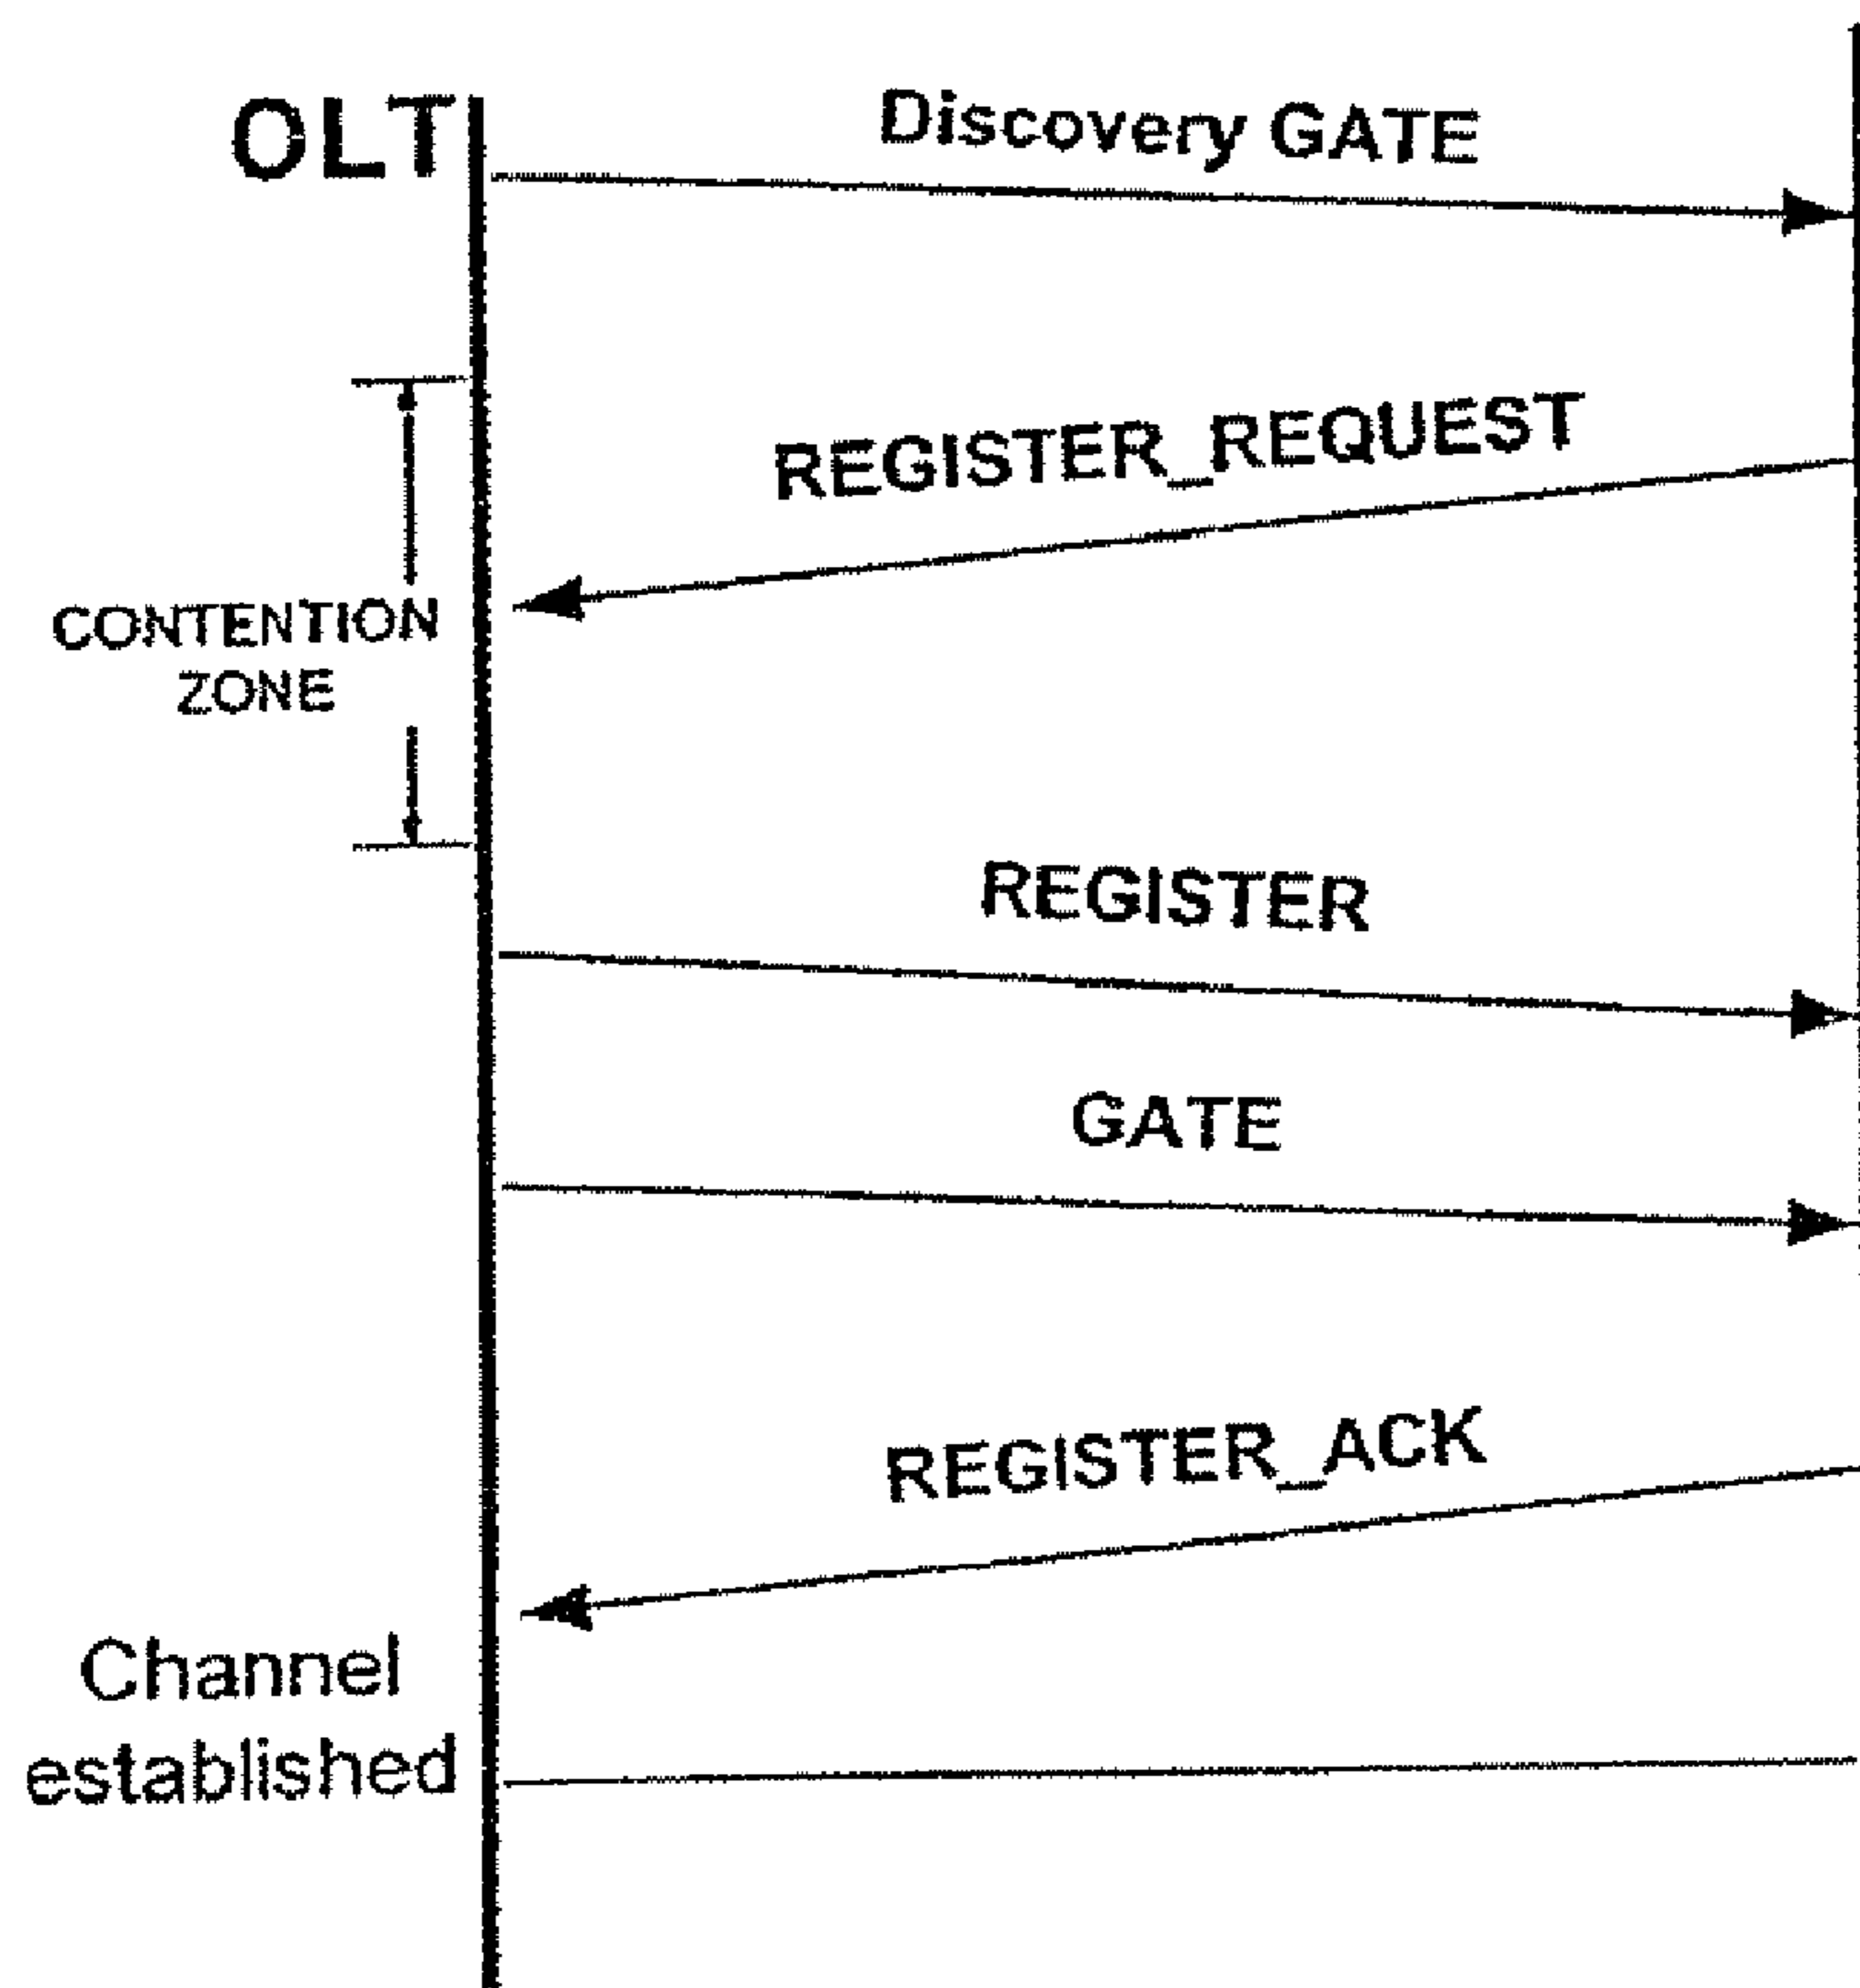 OLT
Discovery GATE
REGISTER_REQUEST
CONTENTION
ZONE
REGISTER
GATE
REGISTER_ACK
Channel
established